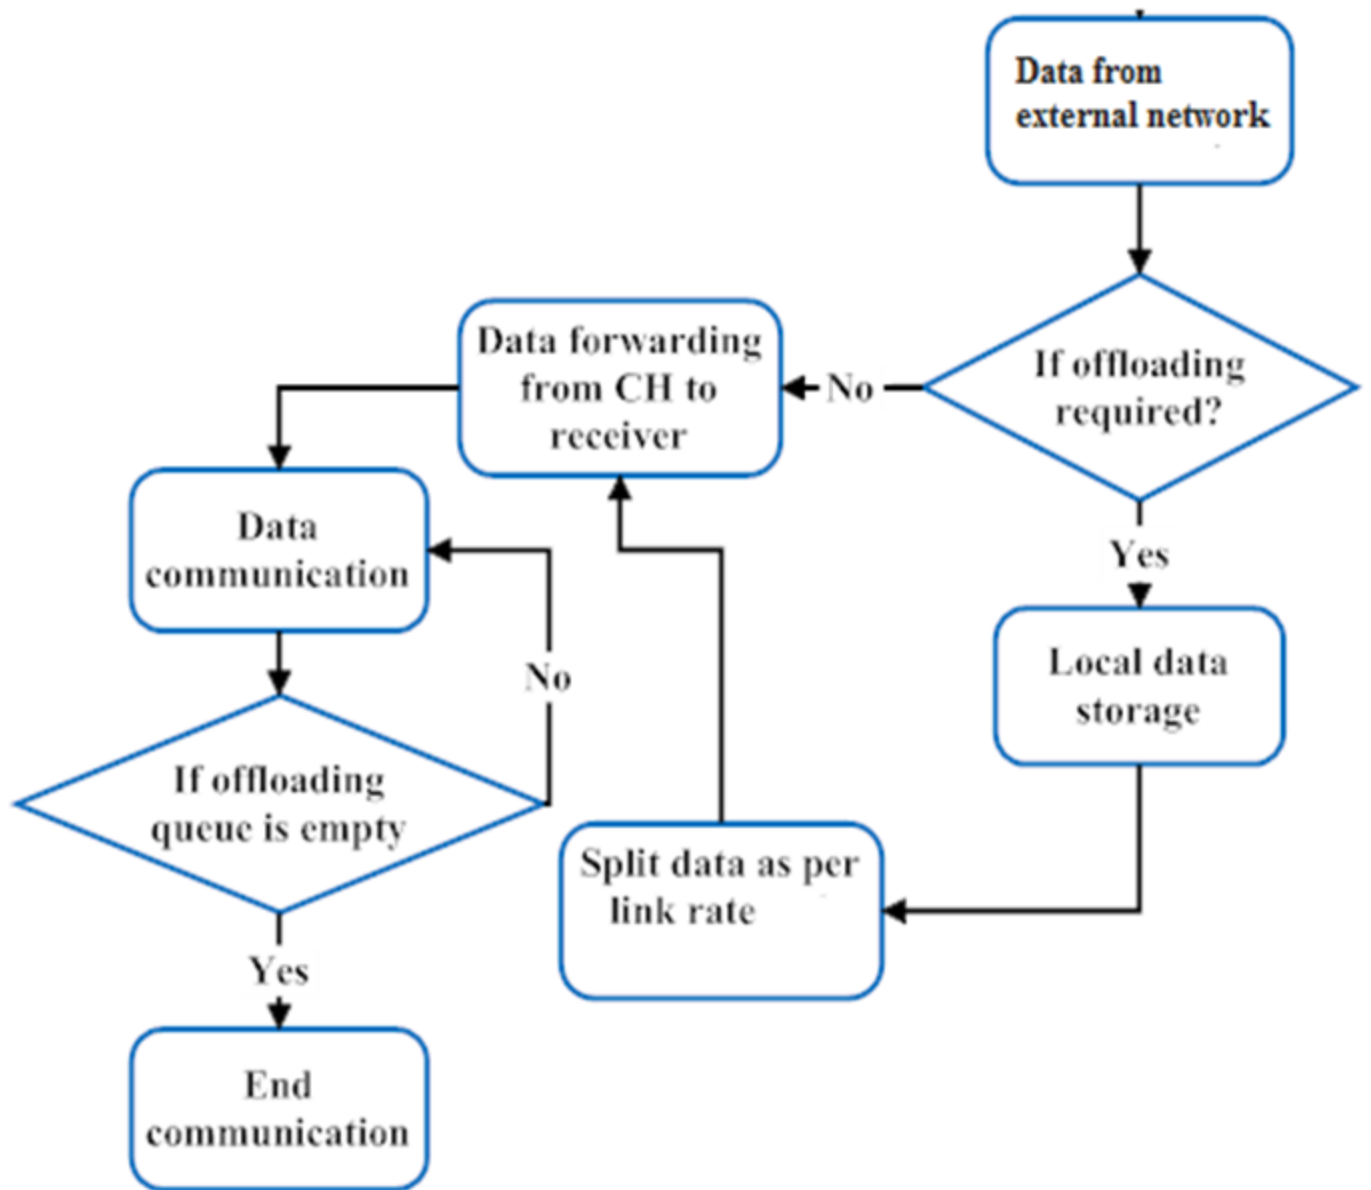 Data from
external network
If offloading
required?
No
Data forwarding
from CH to
receiver
Yes
Local data
storage
Split data as per
link rate
Data
communication
No
If offloading
queue is empty
Yes
End
communication